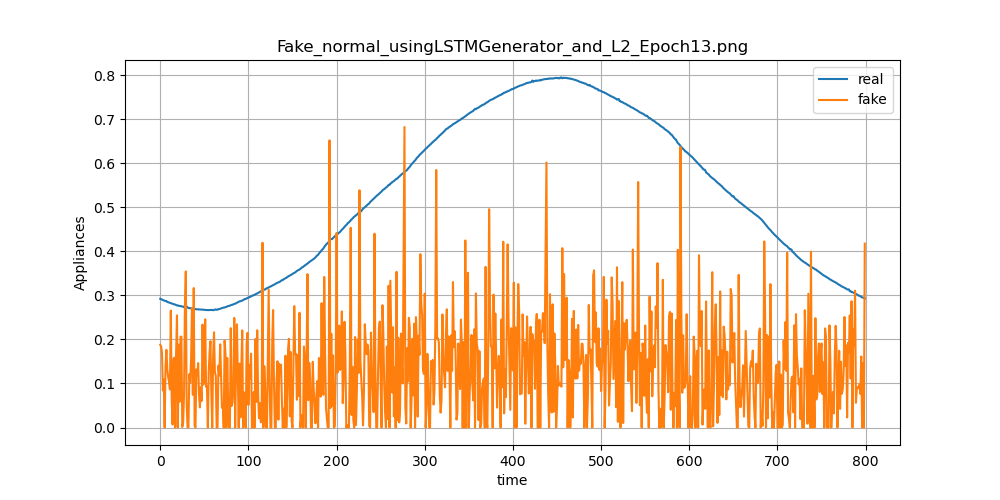 Fake_normal_usingLSTMGenerator_and_L2_Epoch13.png
real
fake
0.8
0.7
0.6
0.5
0.4
0.3
0.2
0.1
0.0
Appliances
0 100 200 300 400 500 600 700 800
time